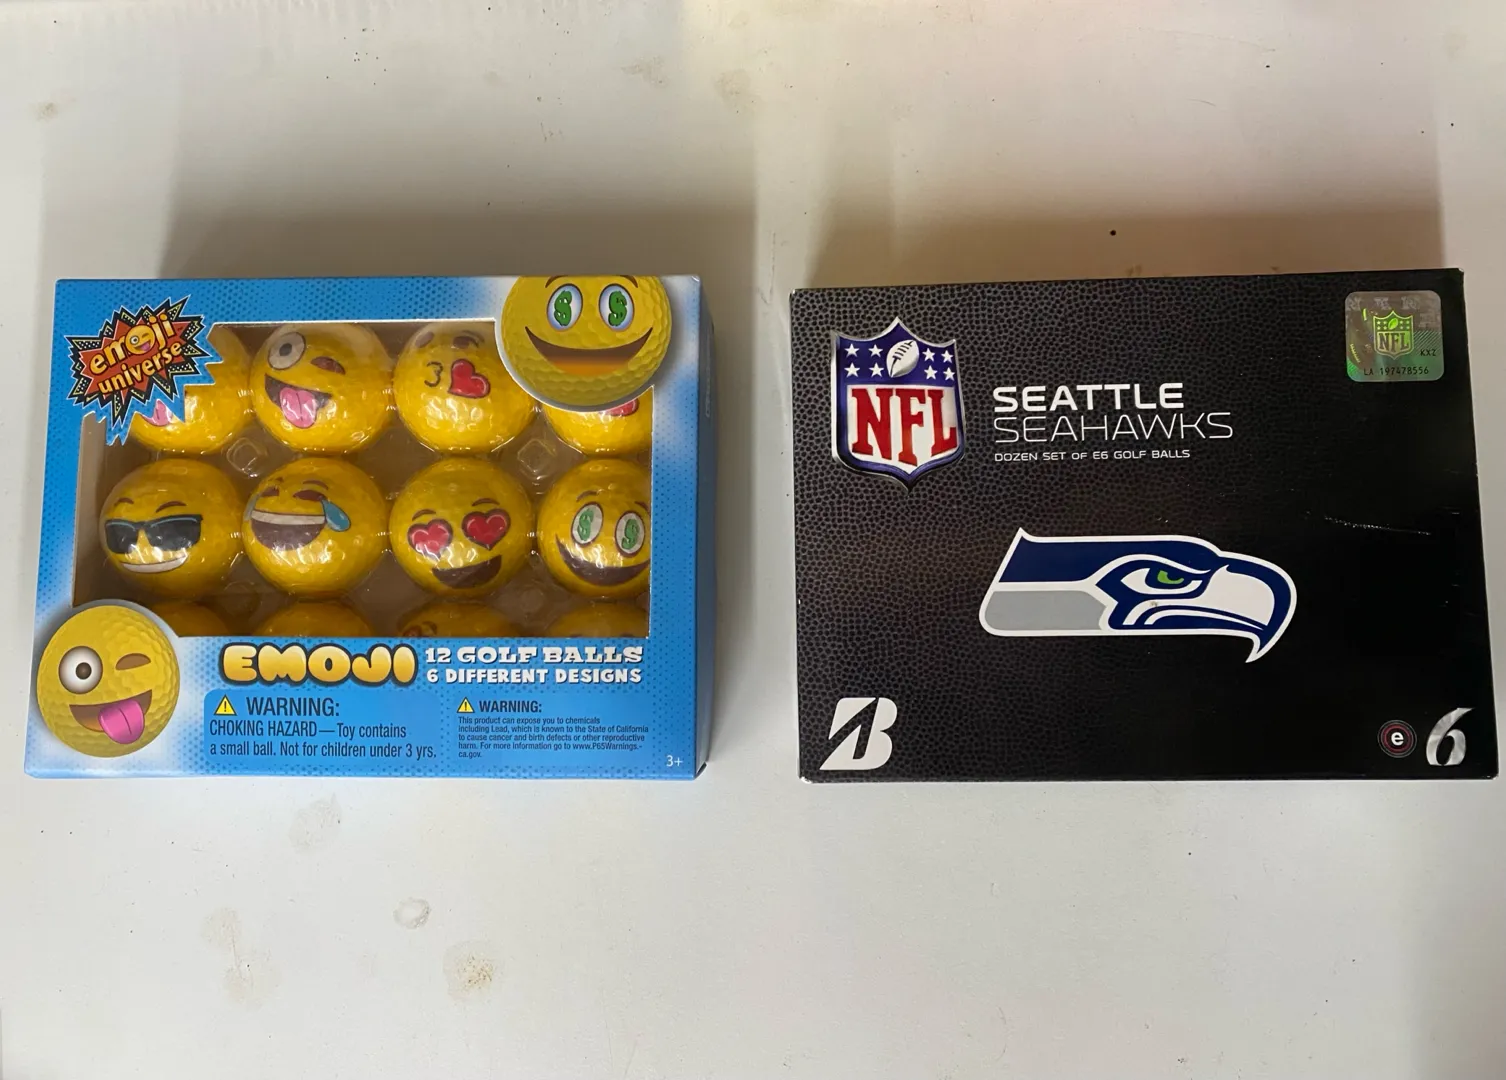 emoji
universe
EMOJI
12 GOLF BALLS
6 DIFFERENT DESIGNS
WARNING:
CHOKING HAZARD—Toy contains
a small ball. Not for children under 3 yrs.
WARNING:
This product can expose you to chemicals
including Lead, which is known to the State of California
to cause cancer and birth defects or other reproductive
harm. For more information go to www.P65Warnings.-
ca.gov.
3+
NFL
SEATTLE
SEAHAWKS
DOZEN SET OF E6 GOLF BALLS
NFL
KXZ
LA 197478556
B
e 6